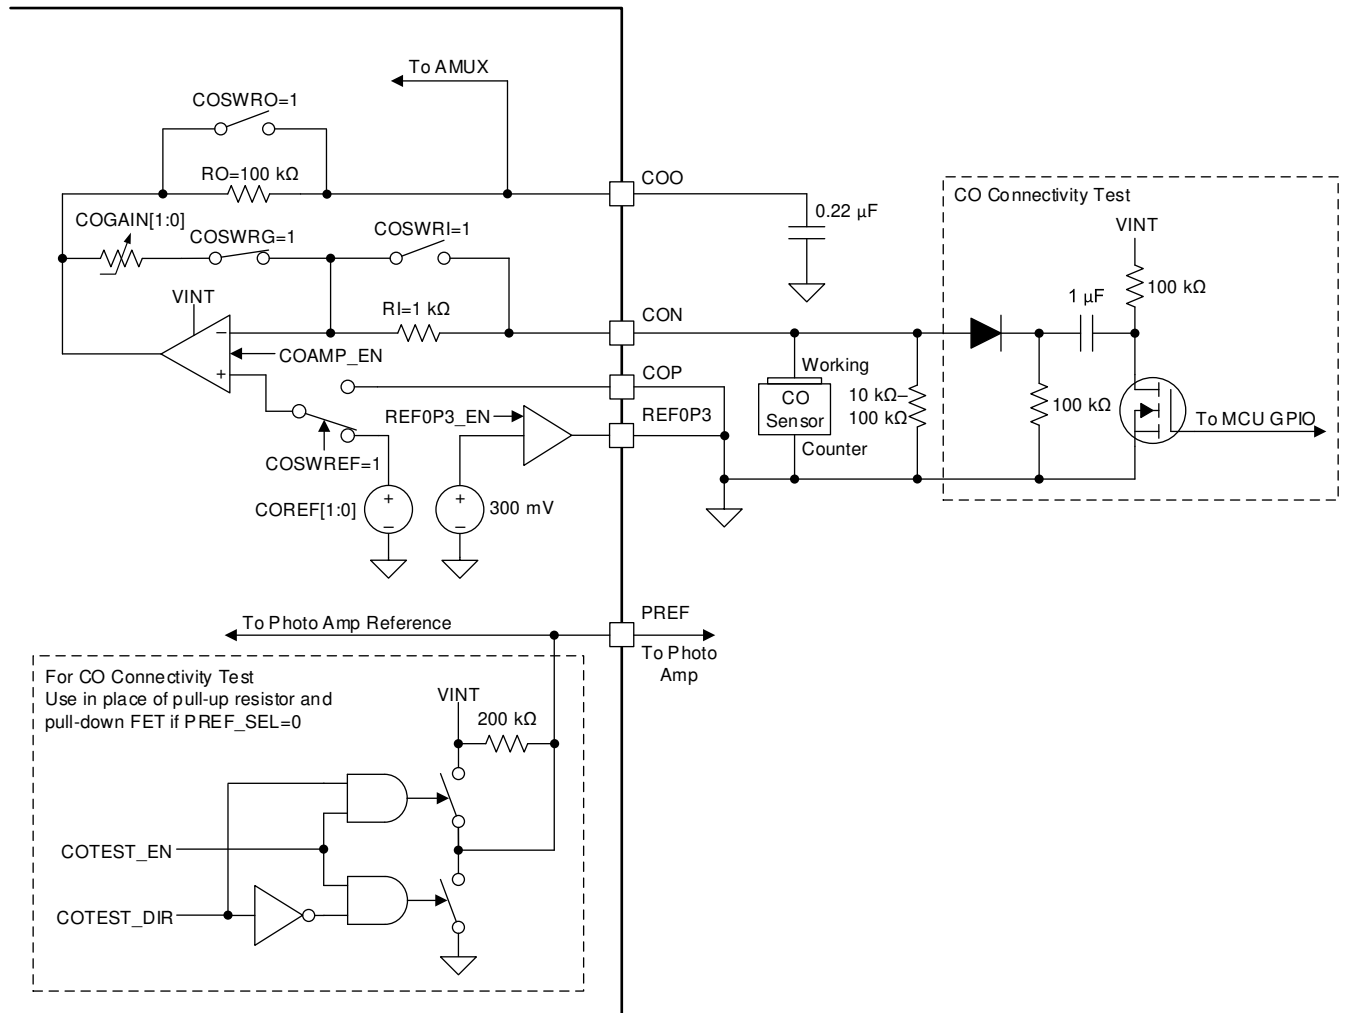 To AMUX
COSWRO=1
RO=100 kΩ
COO
COGAIN[1:0]
COSWRG=1
COSWRI=1
0.22 µF
VINT
RI=1 kΩ
CON
COAMP_EN
−
+
COP
REF0P3_EN
REF0P3
COSWREF=1
COREF[1:0]
+
−
+
−
300 mV
Working
CO
Sensor
Counter
10 kΩ–
100 kΩ
CO Connectivity Test
VINT
100 kΩ
1 µF
100 kΩ
To MCU GPIO
PREF
To Photo Amp Reference
To Photo
Amp
For CO Connectivity Test
Use in place of pull-up resistor and
pull-down FET if PREF_SEL=0
VINT
200 kΩ
COTEST_EN
COTEST_DIR